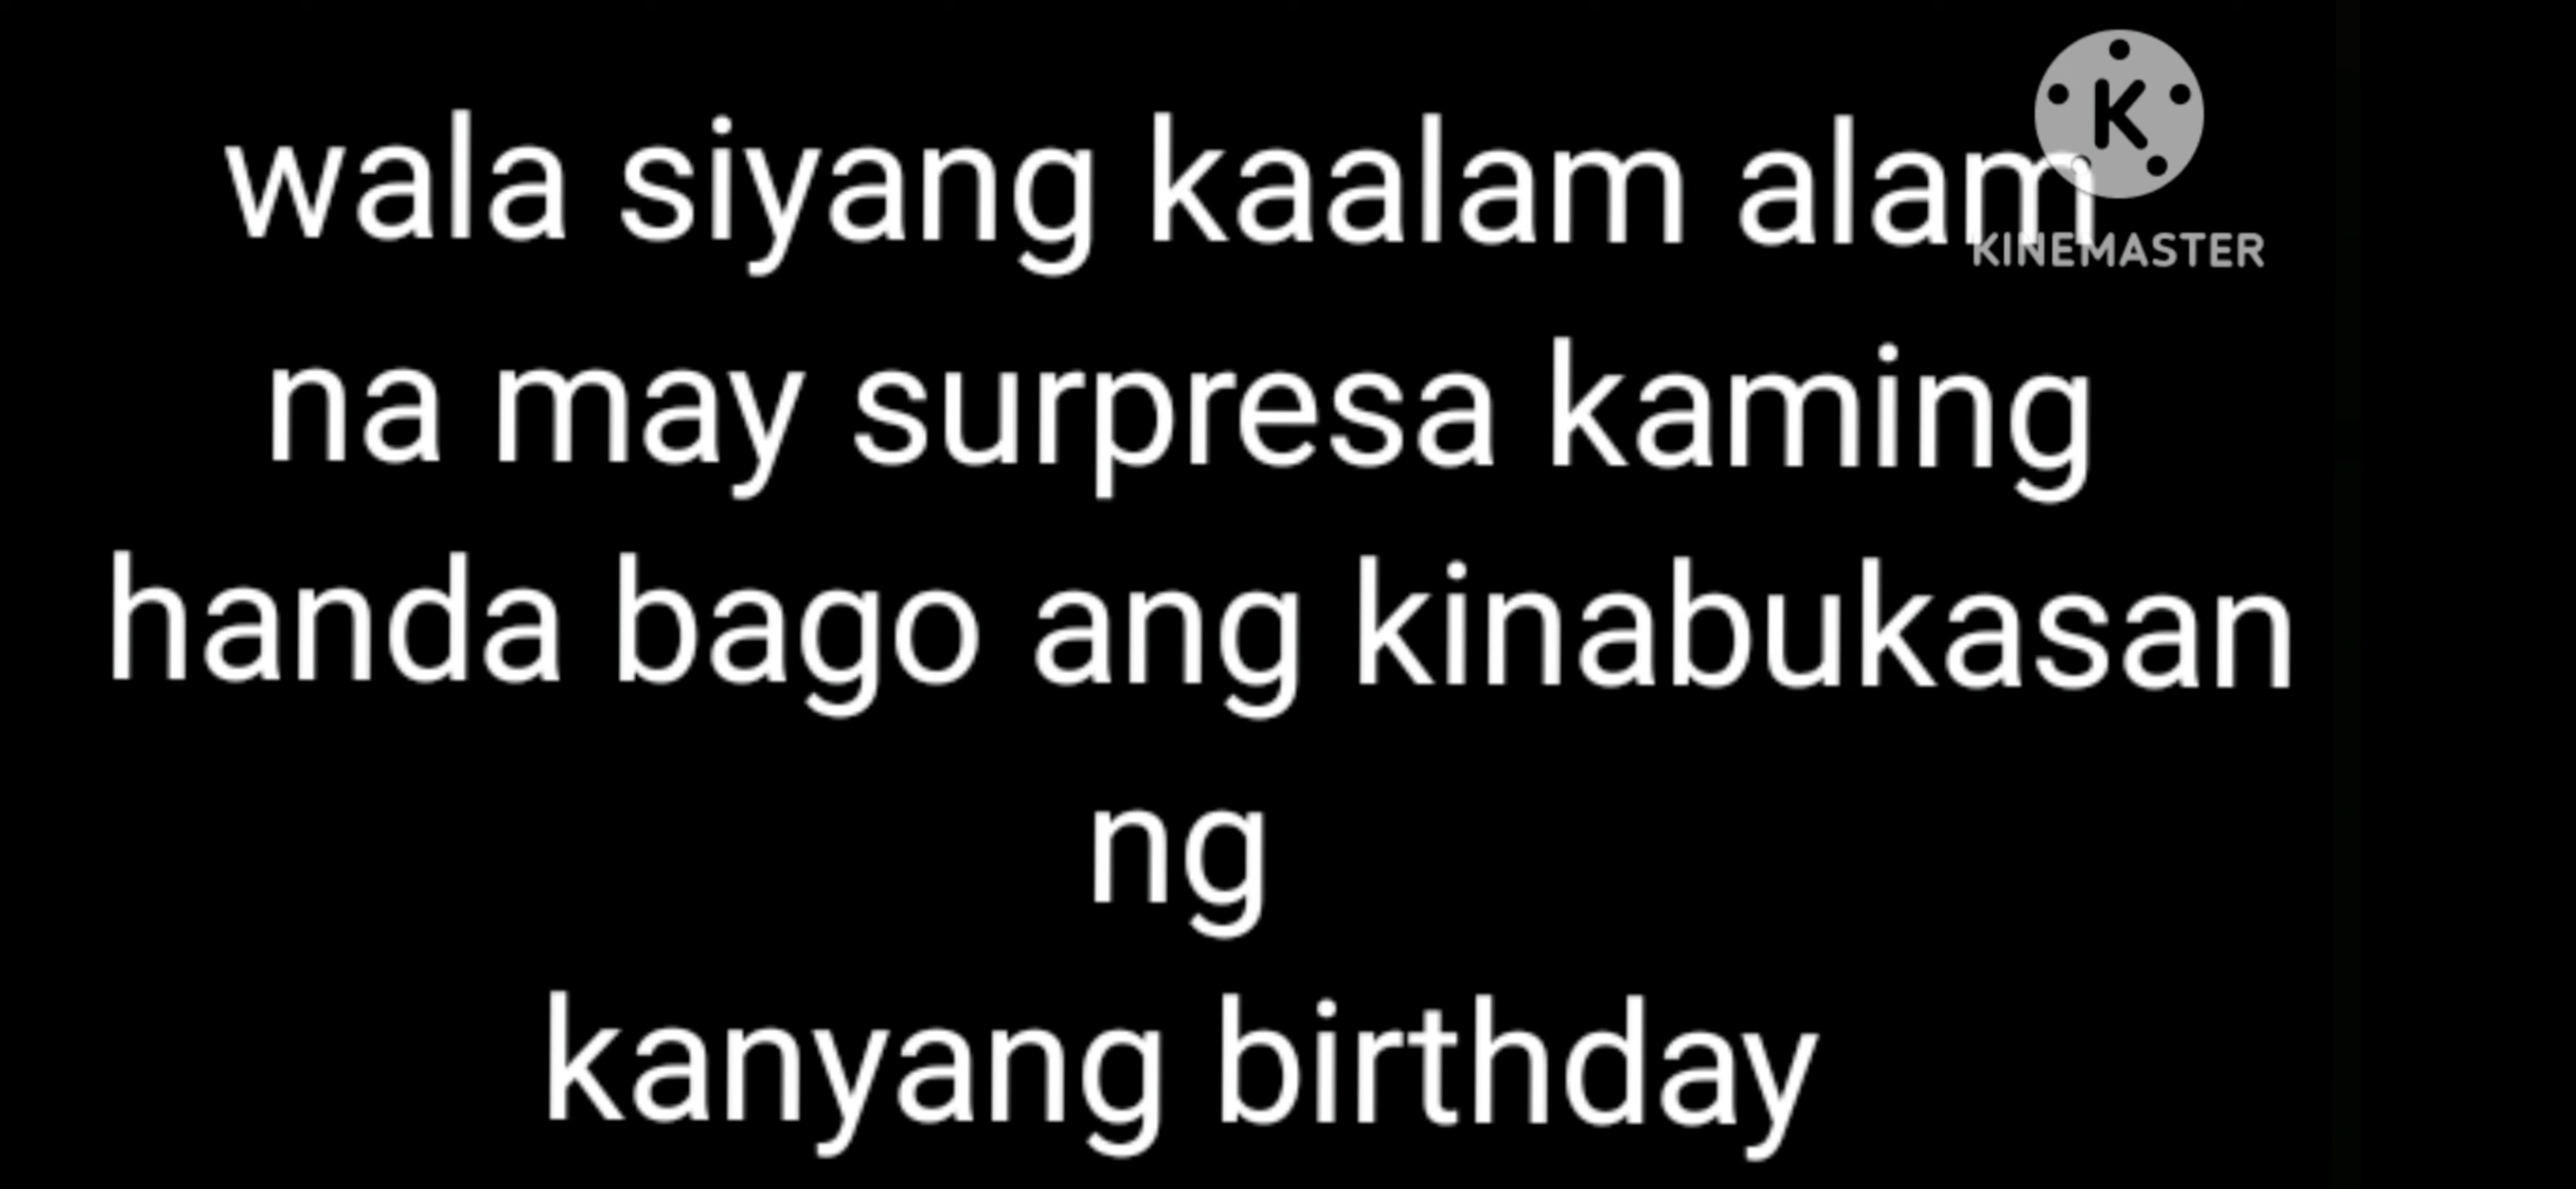 wala siyang kaalam alam
KINEMASTER
na may surpresa kaming
handa bago ang kinabukasan
ng
kanyang birthday